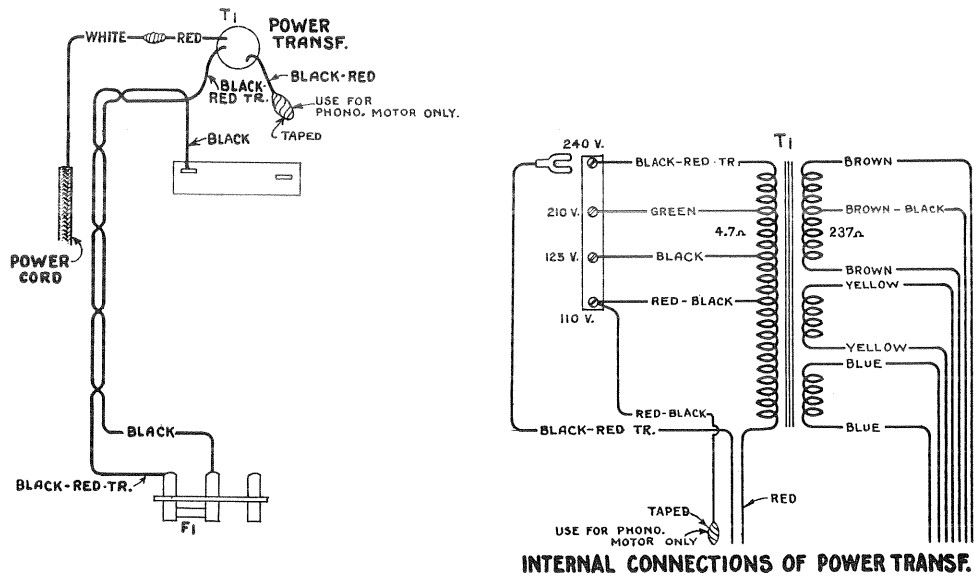 T1
POWER
TRANSF.
WHITE
RED
BLACK-
RED TR.
BLACK-RED
USE FOR
PHONO. MOTOR ONLY.
TAPED
BLACK
POWER
CORD
BLACK
BLACK-RED-TR.
F1
T1
240 V.
BLACK-RED-TR
BROWN
210 V.
GREEN
BROWN-BLACK
4.7Ω
237Ω
125 V.
BLACK
BROWN
YELLOW
RED-BLACK
110 V.
YELLOW
BLUE
RED-BLACK
BLACK-RED TR.
BLUE
RED
TAPED
USE FOR PHONO.
MOTOR ONLY
INTERNAL CONNECTIONS OF POWER TRANSF.